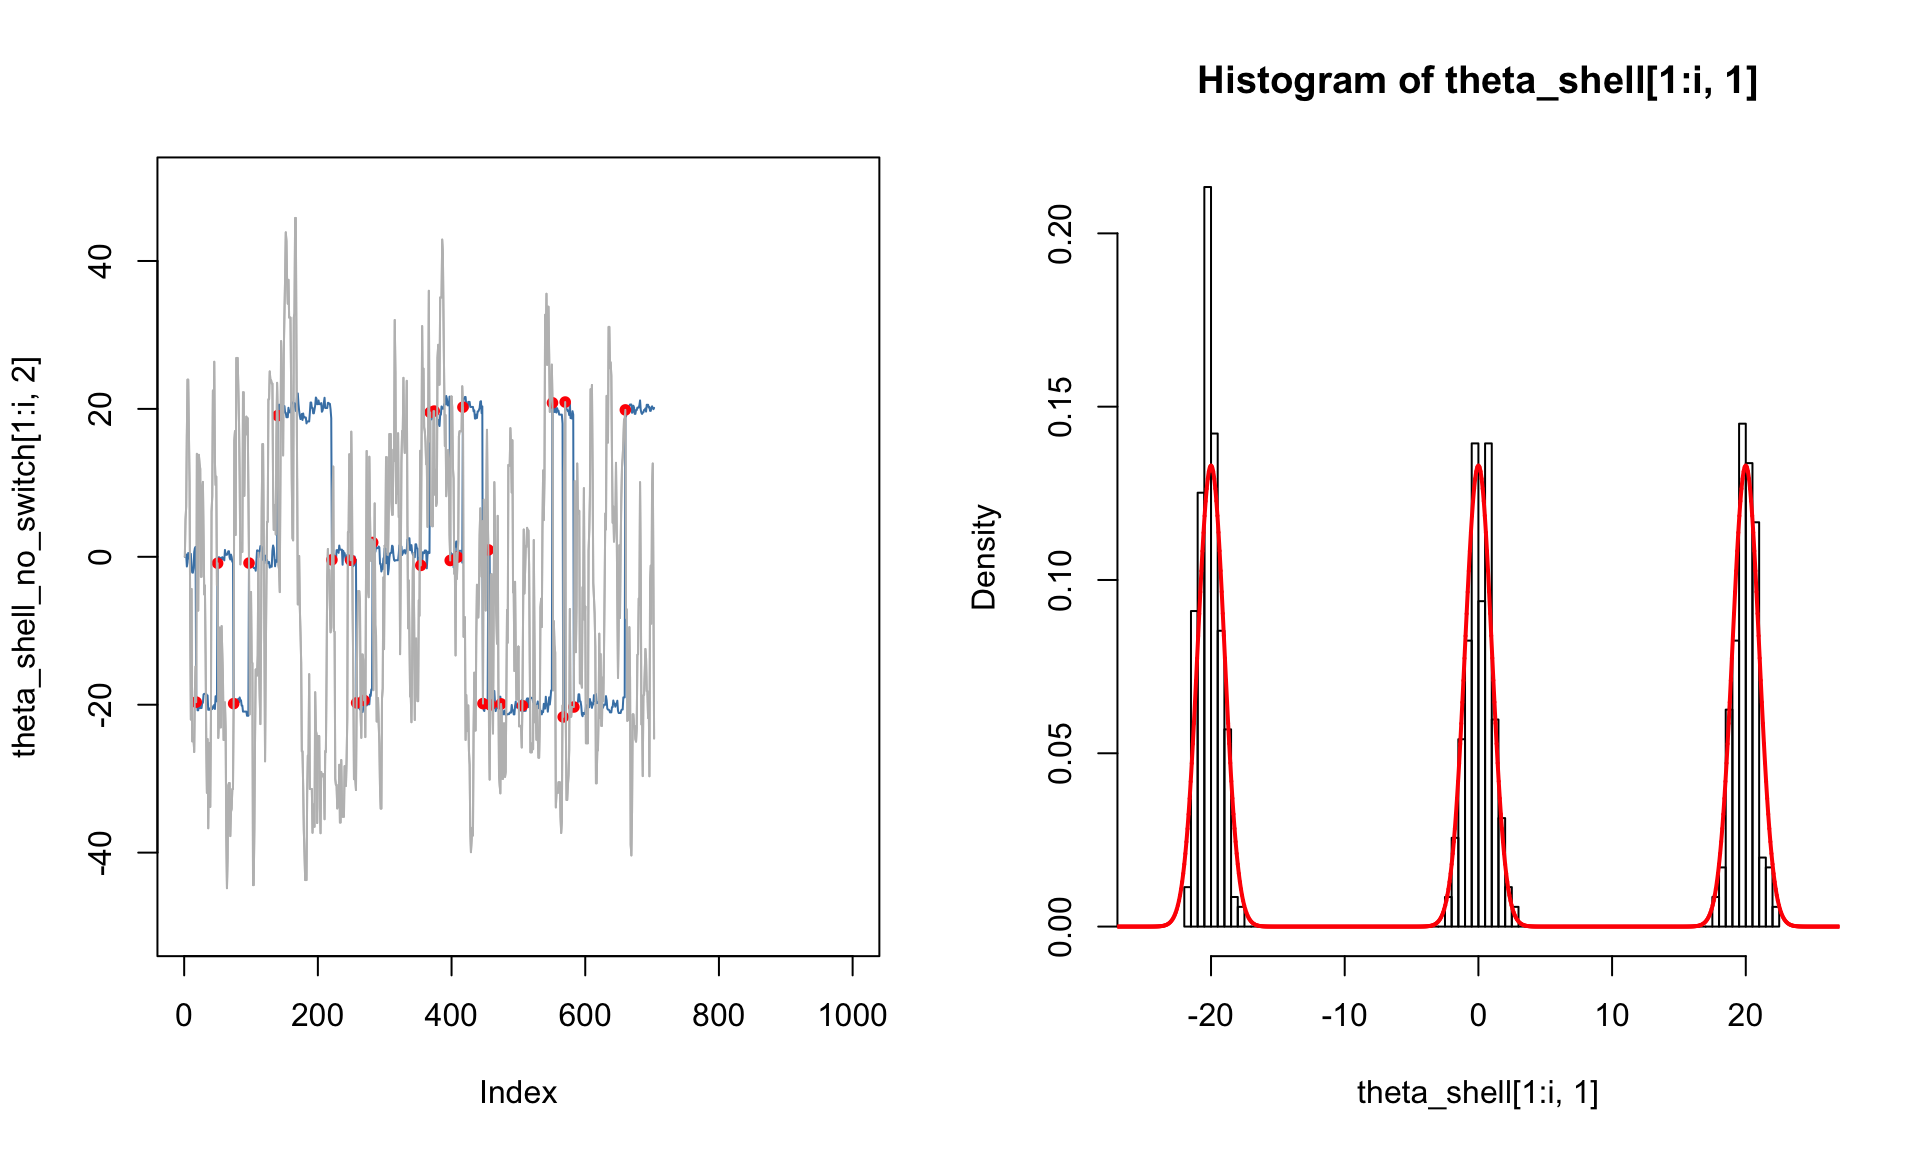 theta_shell_no_switch[1:i, 2]
40
20
0
-20
-40
0 200 400 600 800 1000
Index
Histogram of theta_shell[1:i, 1]
Density
0.20
0.15
0.10
0.05
0.00
-20 -10 0 10 20
theta_shell[1:i, 1]